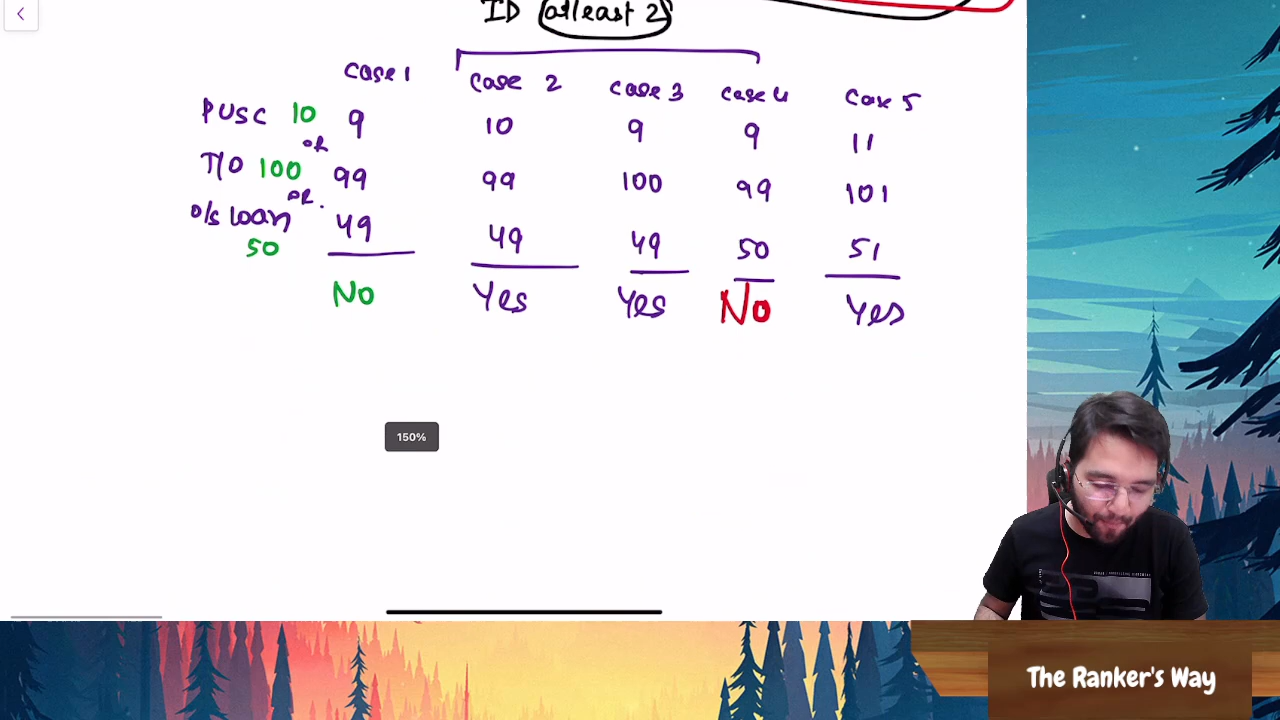 ID at least 2
Case 1 Case 2 Case 3 Case 4 Case 5
PUSC 10 9 10 9 9 11
OR
T/O 100 99 99 100 99 101
OR
O/S loan 49 49 49 50 51
50
No Yes Yes No Yes
150%
The Ranker's Way